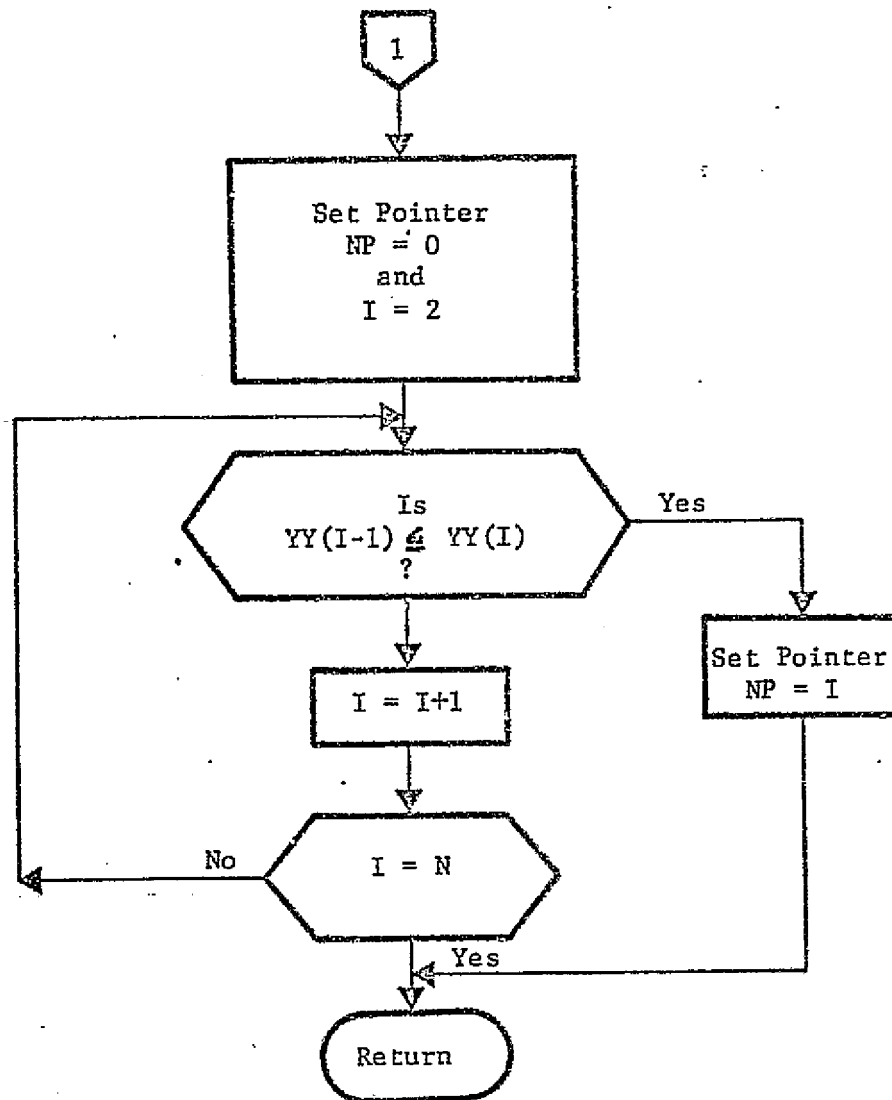 1
Set Pointer
NP = 0
and
I = 2
Is
YY(I-1) ≤ YY(I)
?
Yes
Set Pointer
NP = I
I = I+1
No
I = N
Yes
Return